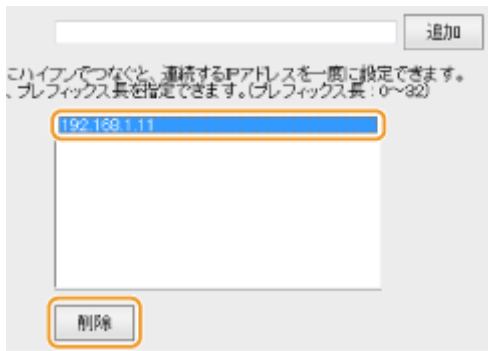 追加
にハイフンでつなぐと、連続するIPアドレスを一度に設定できます。
、プレフィックス長を指定できます。(プレフィックス長：0～32)
192.168.1.11
削除